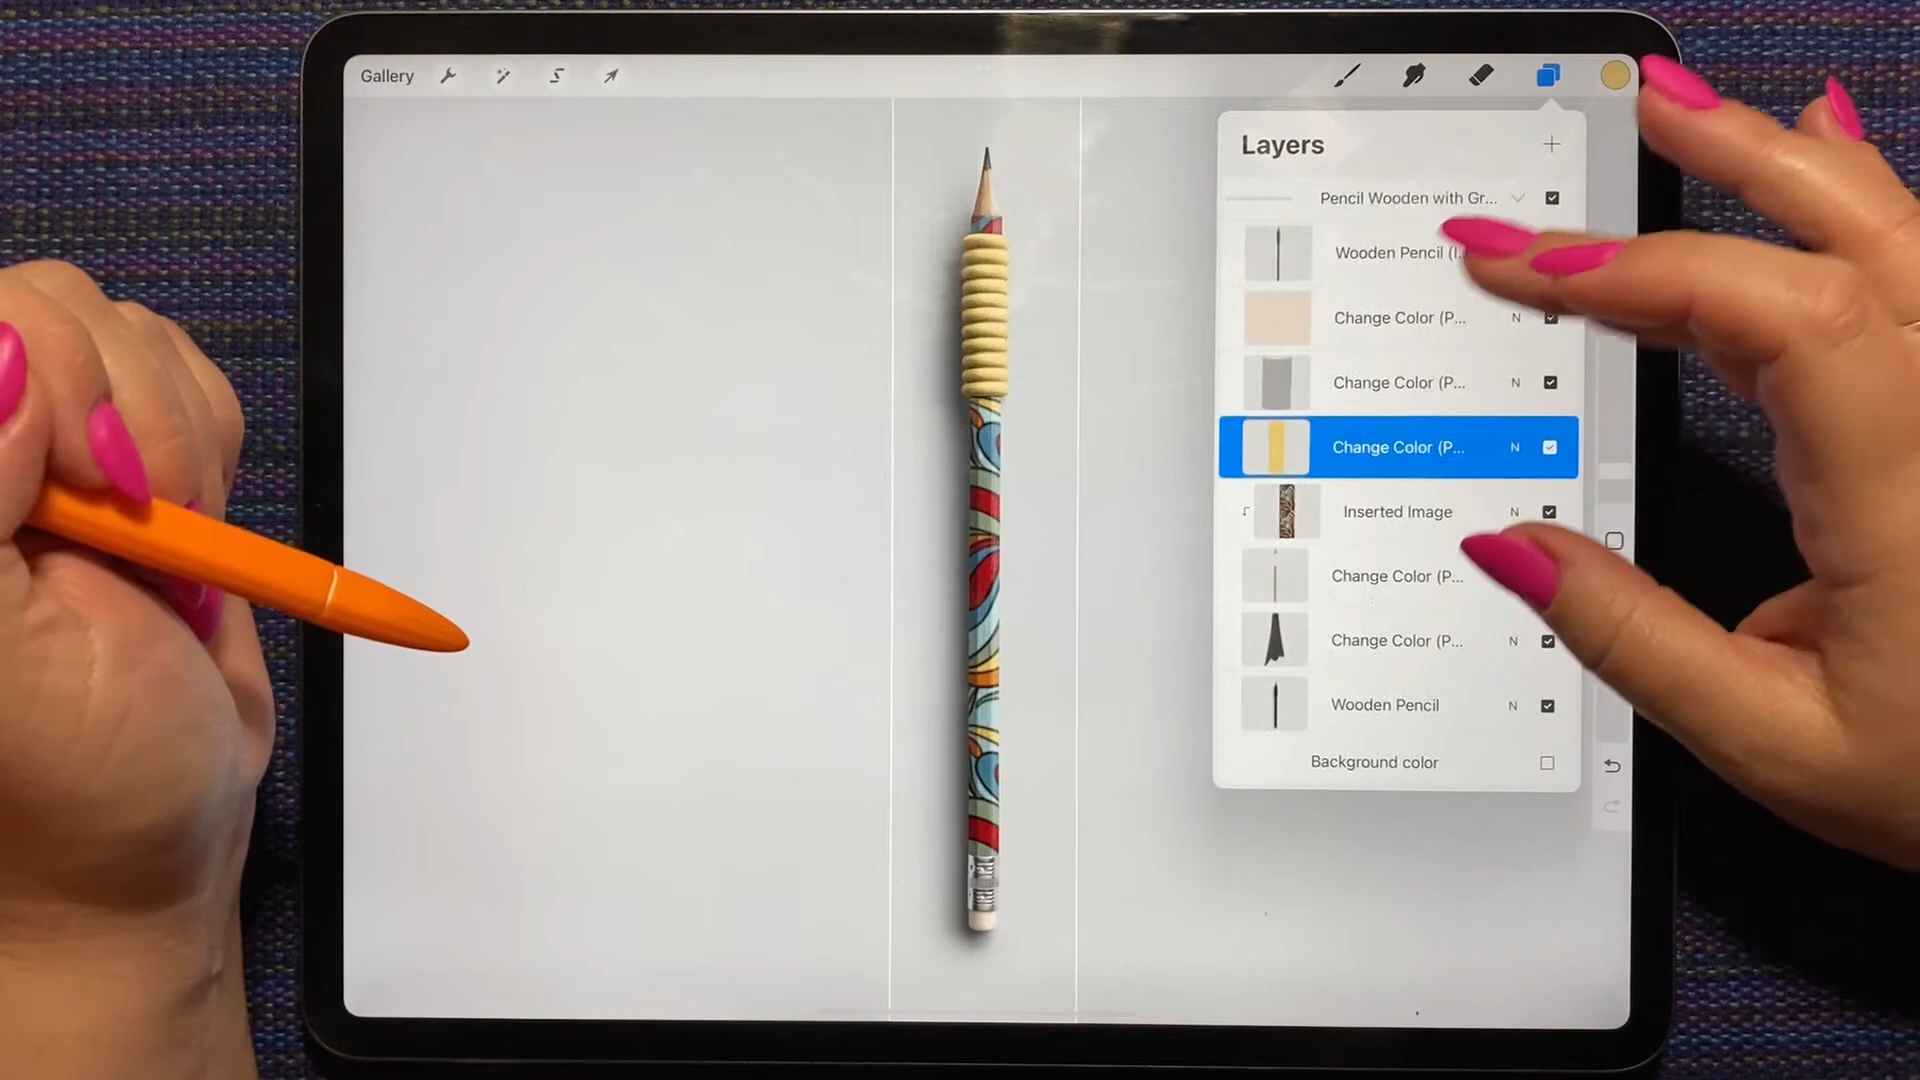 Gallery
Layers
Pencil Wooden with Gr...
Wooden Pencil (I...
Change Color (P... N
Change Color (P... N
Change Color (P... N
Inserted Image N
Change Color (P...
Change Color (P... N
Wooden Pencil N
Background color